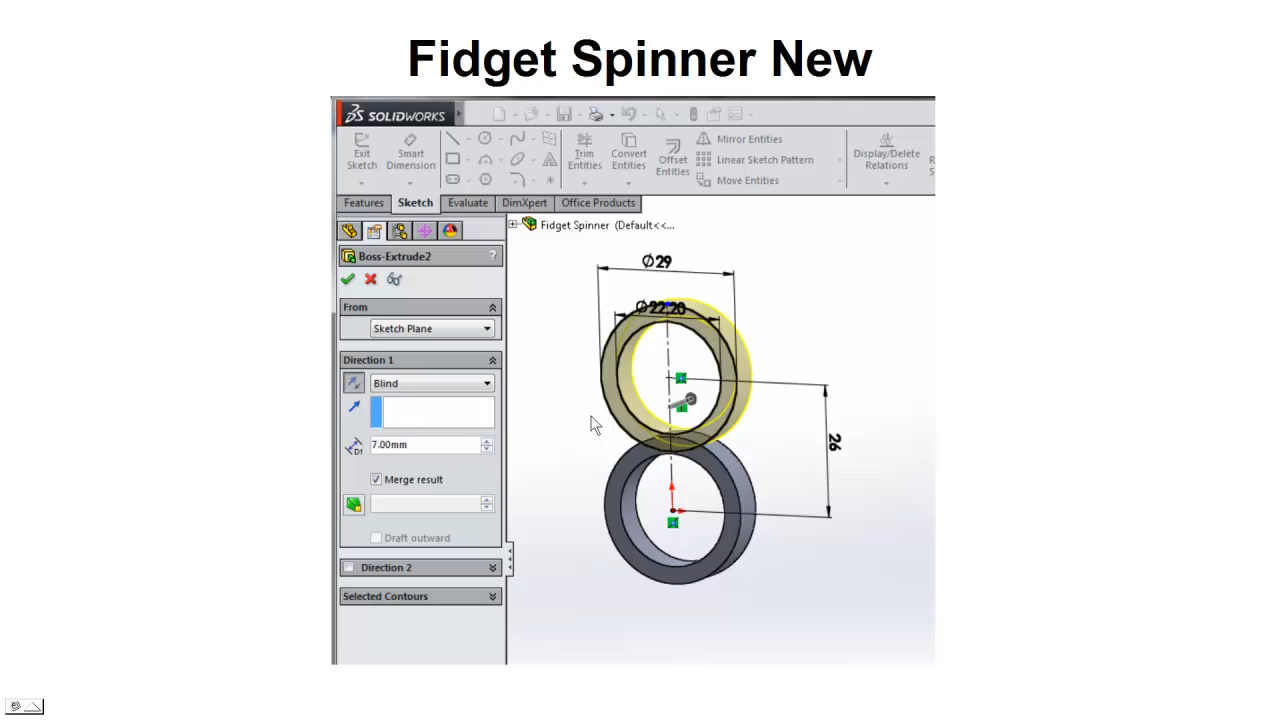 Fidget Spinner New
SOLIDWORKS
Exit Sketch
Smart Dimension
Trim Entities
Convert Entities
Offset Entities
Mirror Entities
Linear Sketch Pattern
Move Entities
Display/Delete Relations
Features Sketch Evaluate DimXpert Office Products
Fidget Spinner (Default<<...
Boss-Extrude2 ?
From
Sketch Plane
Direction 1
Blind
D1 7.00mm
Merge result
Draft outward
Direction 2
Selected Contours
Ø29
Ø22,20
26